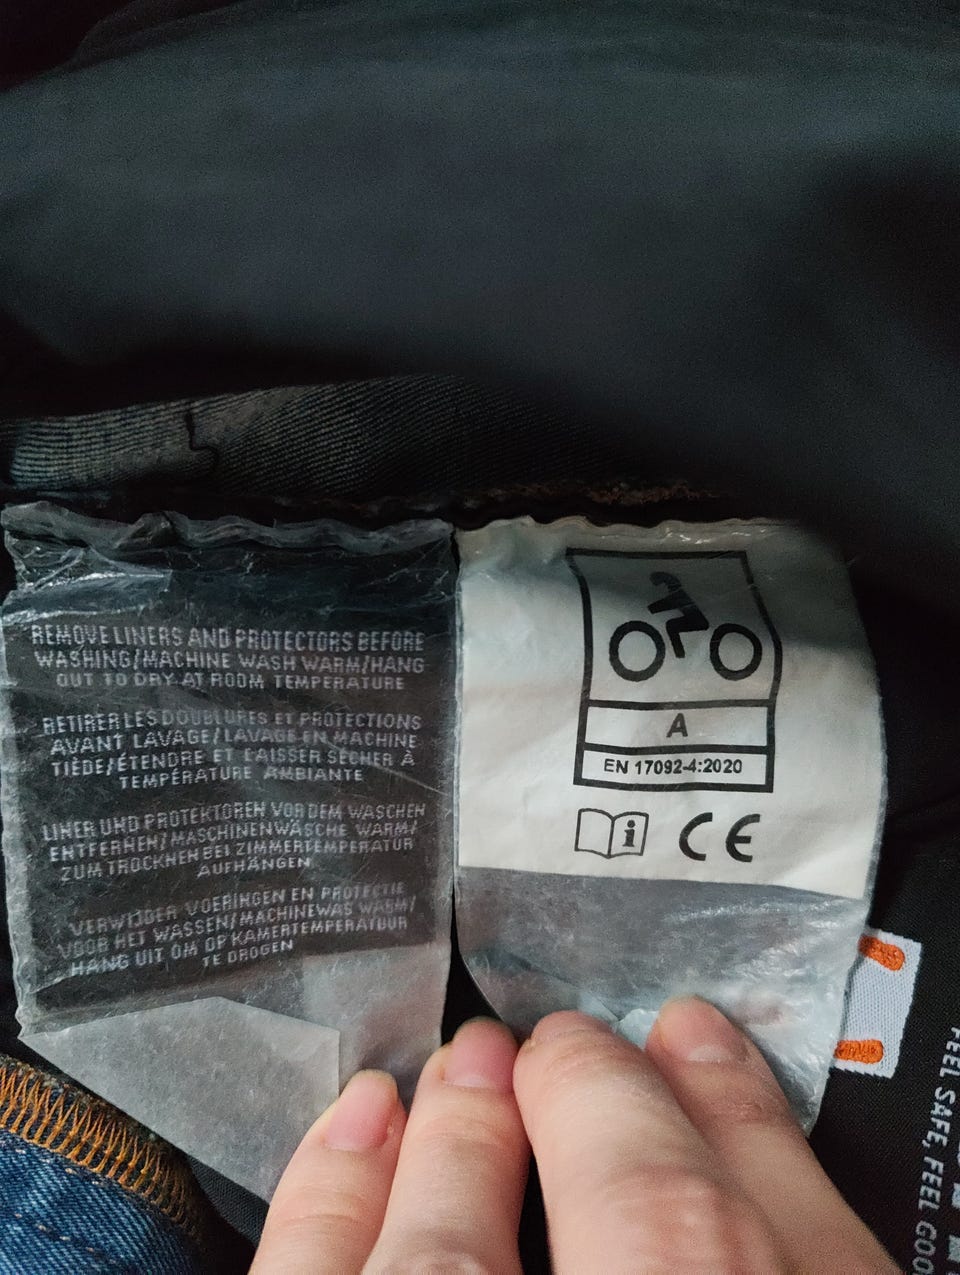 REMOVE LINERS AND PROTECTORS BEFORE
WASHING/MACHINE WASH WARM/HANG
OUT TO DRY AT ROOM TEMPERATURE
RETIRER LES DOUBLURES ET PROTECTIONS
AVANT LAVAGE/LAVAGE EN MACHINE
TIÈDE/ÉTENDRE ET LAISSER SÉCHER À
TEMPÉRATURE AMBIANTE
LINER UND PROTEKTOREN VOR DEM WASCHEN
ENTFERNEN/MASCHINENWÄSCHE WARM/
ZUM TROCKNEN BEI ZIMMERTEMPERATUR
AUFHÄNGEN
VERWIJDER VOERINGEN EN PROTECTIE
VOOR HET WASSEN/MACHINEWAS WARM/
HANG UIT OM OP KAMERTEMPERATUUR
TE DROGEN
A
EN 17092-4:2020
i
CE
FEEL SAFE, FEEL GOO